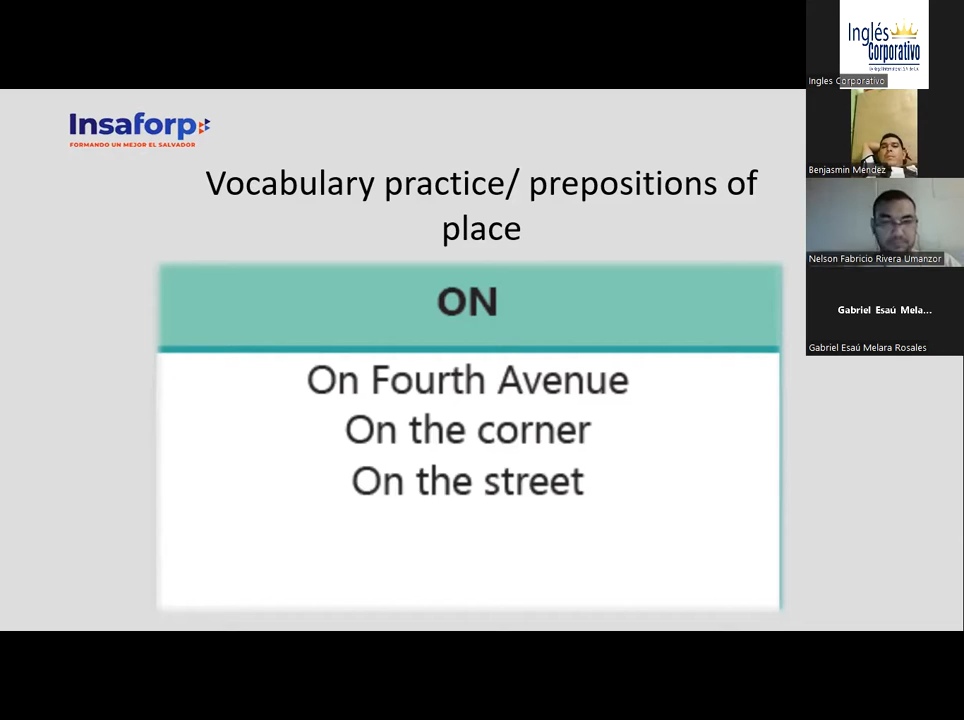 Insaforp
FORMANDO UN MEJOR EL SALVADOR
Vocabulary practice/ prepositions of
place
ON
On Fourth Avenue
On the corner
On the street
Inglés
Corporativo
Ingles Corporativo
Benjasmin Méndez
Nelson Fabricio Rivera Umanzor
Gabriel Esaú Mela...
Gabriel Esaú Melara Rosales